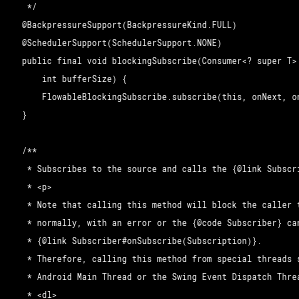 */
@BackpressureSupport(BackpressureKind.FULL)
@SchedulerSupport(SchedulerSupport.NONE)
public final void blockingSubscribe(Consumer<? super T>
int bufferSize) {
FlowableBlockingSubscribe.subscribe(this, onNext, on
}
/**
* Subscribes to the source and calls the {@link Subscri
* <p>
* Note that calling this method will block the caller t
* normally, with an error or the {@code Subscriber} can
* {@link Subscriber#onSubscribe(Subscription)}.
* Therefore, calling this method from special threads s
* Android Main Thread or the Swing Event Dispatch Threa
* <dl>